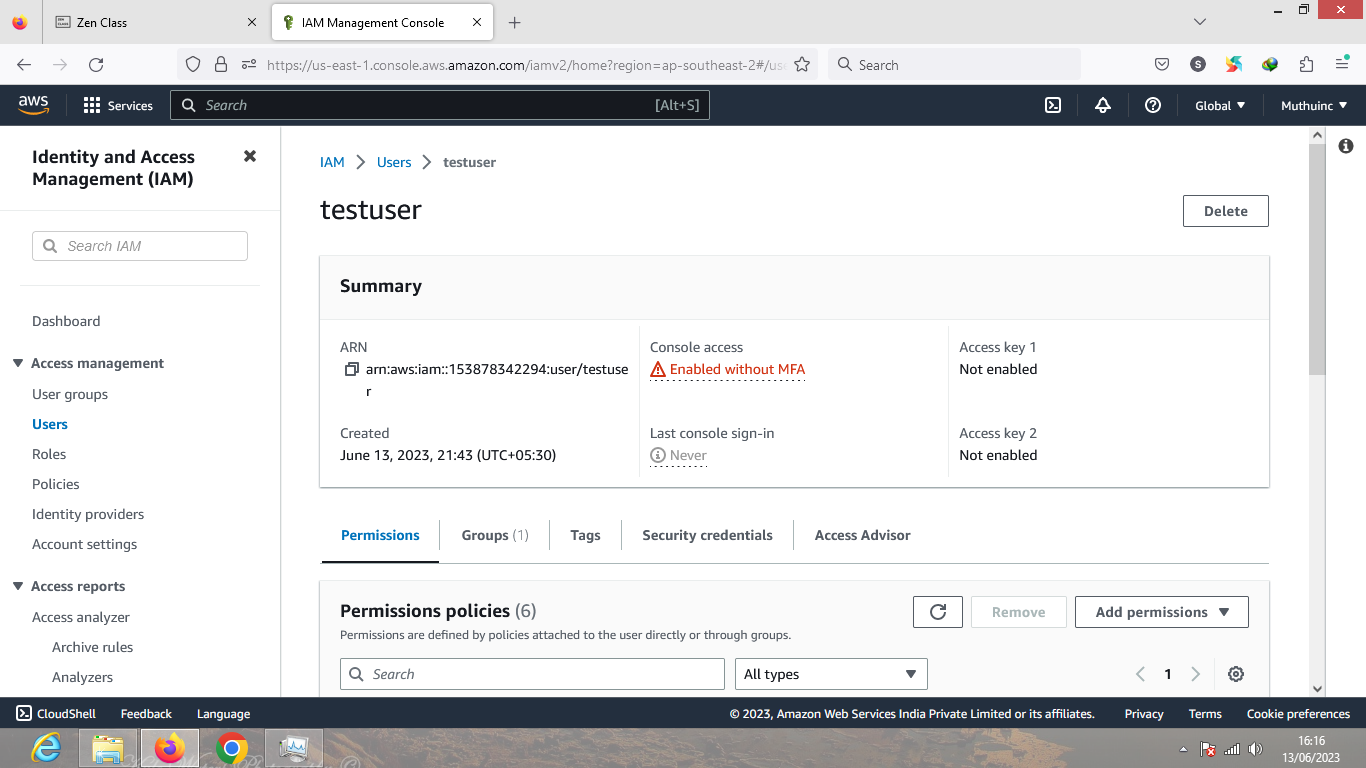 Zen Class
IAM Management Console
https://us-east-1.console.aws.amazon.com/iamv2/home?region=ap-southeast-2#/use
Search
S
aws
Services
Search
[Alt+S]
Global
Muthuinc
Identity and Access
Management (IAM)
Search IAM
Dashboard
Access management
User groups
Users
Roles
Policies
Identity providers
Account settings
Access reports
Access analyzer
Archive rules
Analyzers
IAM > Users > testuser
testuser
Delete
Summary
ARN
arn:aws:iam::153878342294:user/testuse
r
Console access
Enabled without MFA
Access key 1
Not enabled
Created
June 13, 2023, 21:43 (UTC+05:30)
Last console sign-in
Never
Access key 2
Not enabled
Permissions
Groups (1)
Tags
Security credentials
Access Advisor
Permissions policies (6)
Remove
Add permissions
Permissions are defined by policies attached to the user directly or through groups.
Search
All types
1
CloudShell
Feedback
Language
© 2023, Amazon Web Services India Private Limited or its affiliates.
Privacy
Terms
Cookie preferences
16:16
13/06/2023